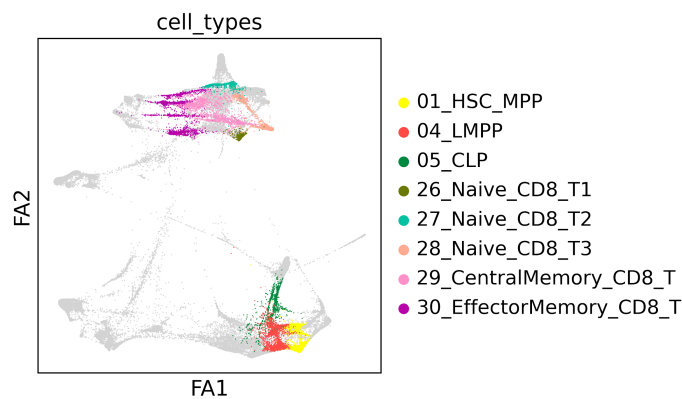 cell_types
01_HSC_MPP
04_LMPP
05_CLP
26_Naive_CD8_T1
27_Naive_CD8_T2
28_Naive_CD8_T3
29_CentralMemory_CD8_T
30_EffectorMemory_CD8_T
FA2
FA1